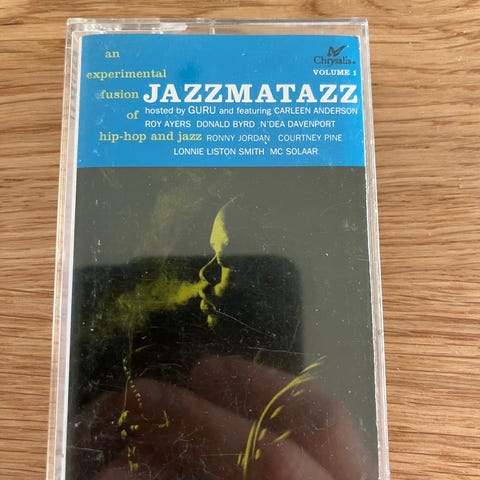 an
experimental
fusion
of
hip-hop and jazz
Chrysalis
VOLUME 1
JAZZMATAZZ
hosted by GURU and featuring CARLEEN ANDERSON
ROY AYERS DONALD BYRD N'DEA DAVENPORT
RONNY JORDAN COURTNEY PINE
LONNIE LISTON SMITH MC SOLAAR